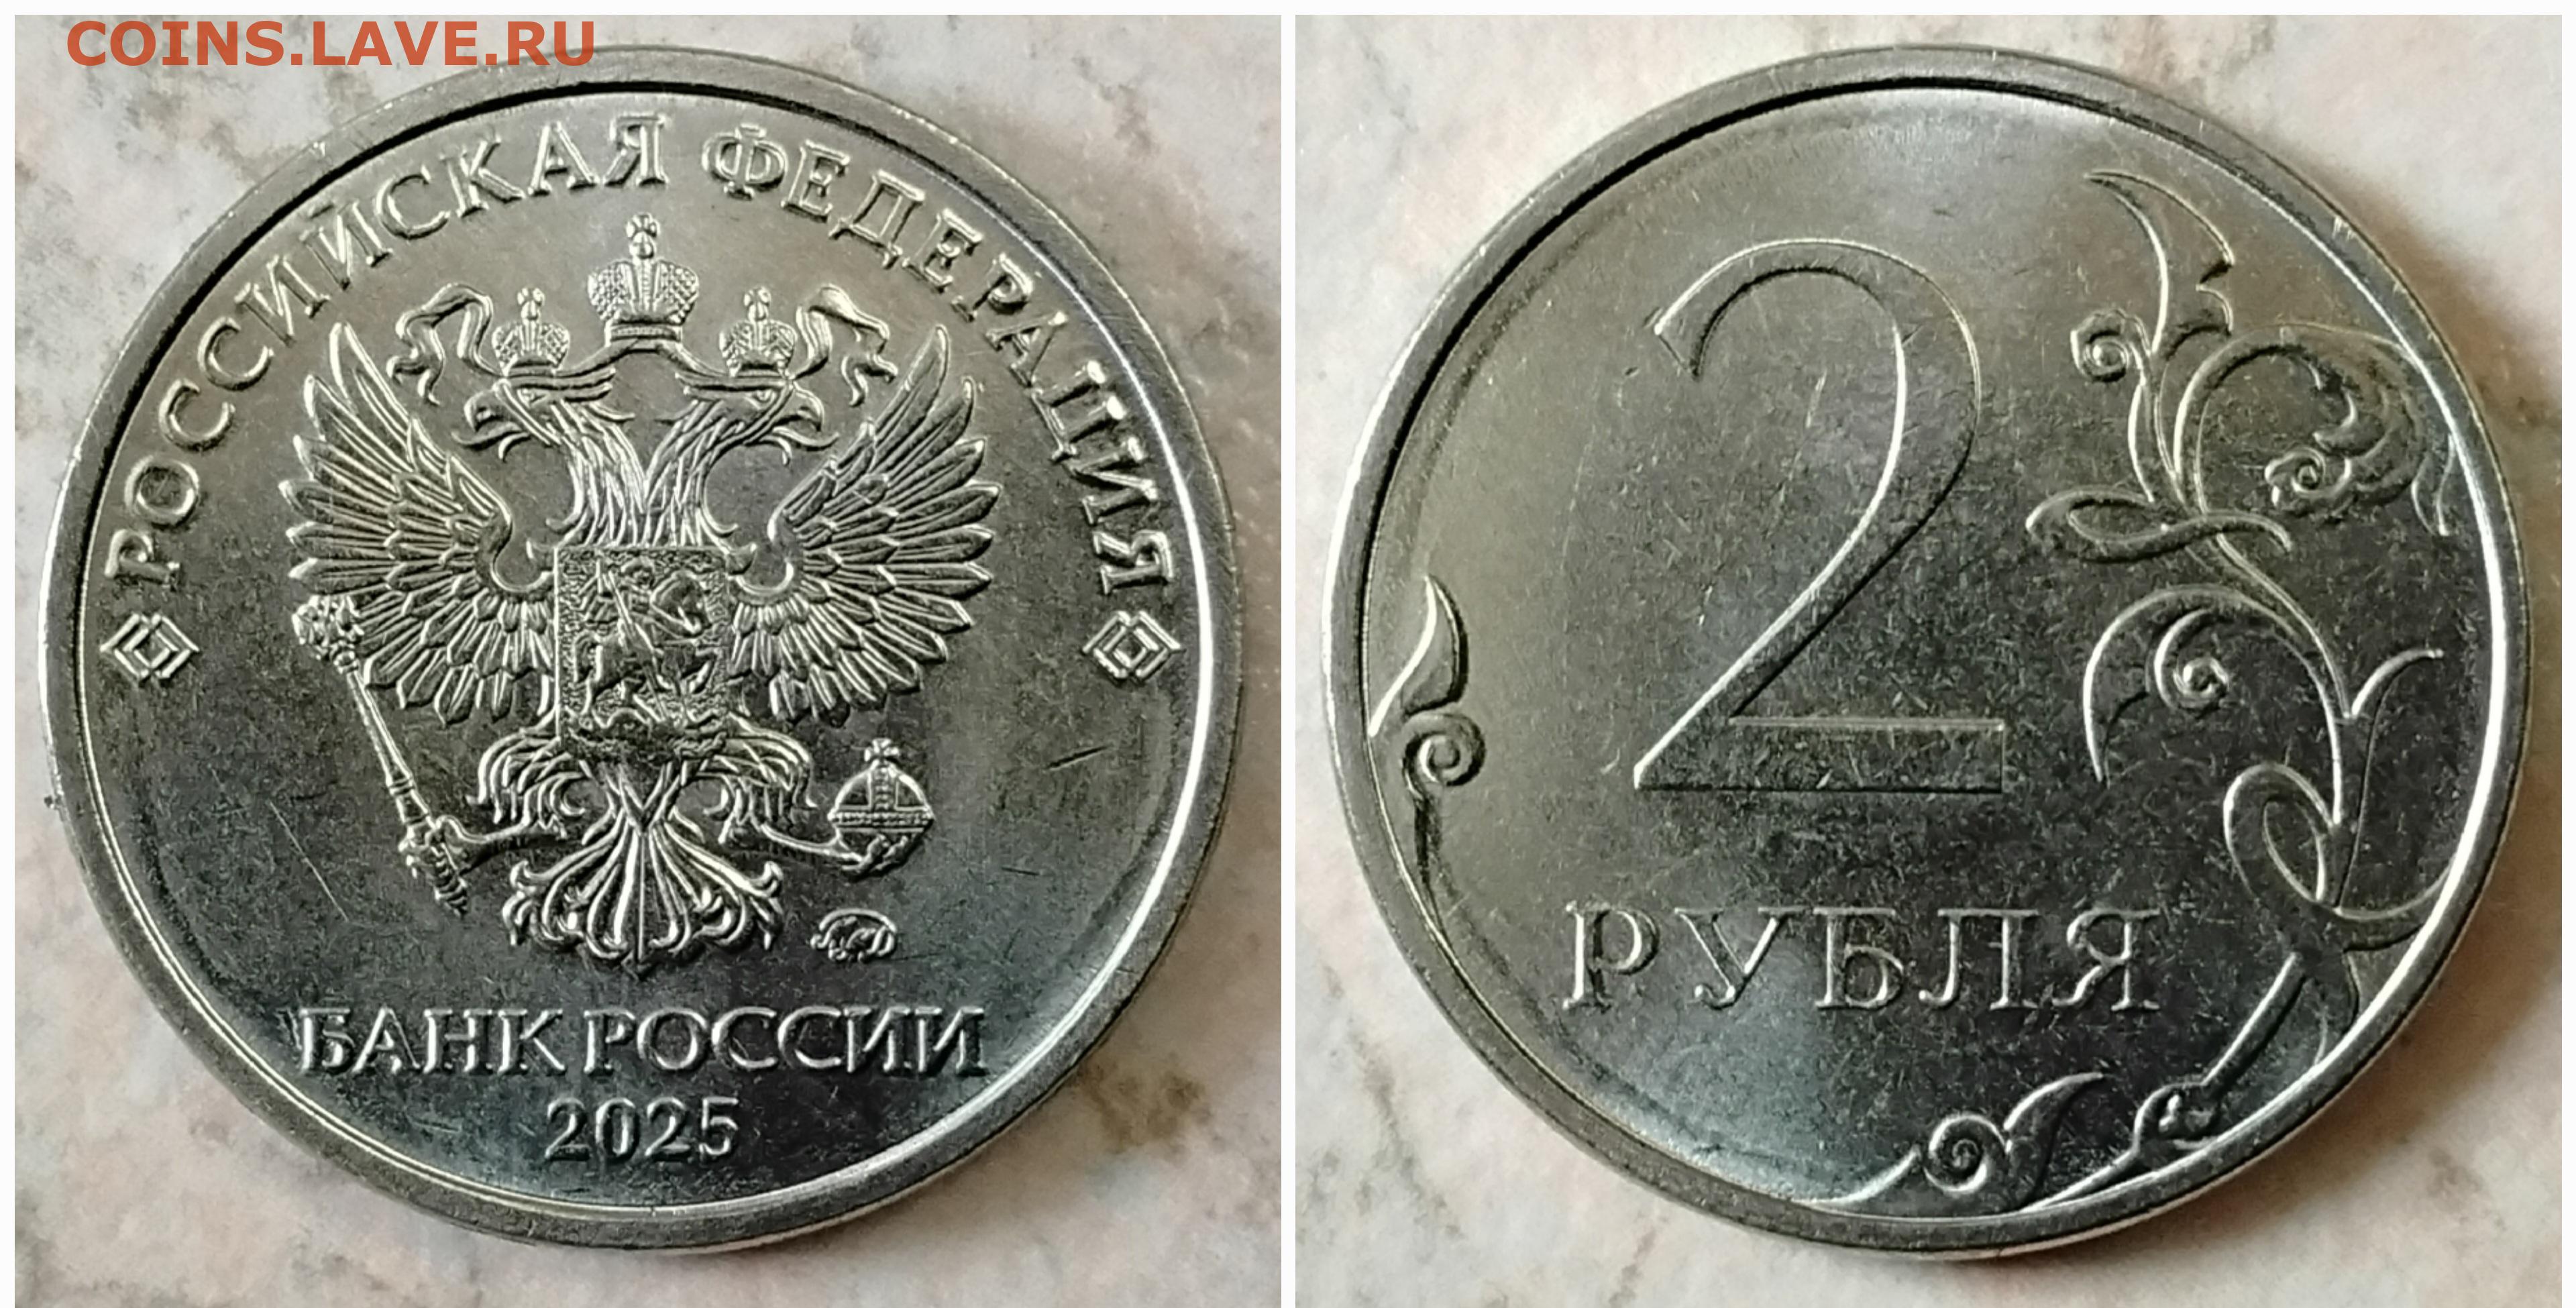 COINS.LAVE.RU
РОССИЙСКАЯ ФЕДЕРАЦИЯ
БАНК РОССИИ
2025
2
РУБЛЯ